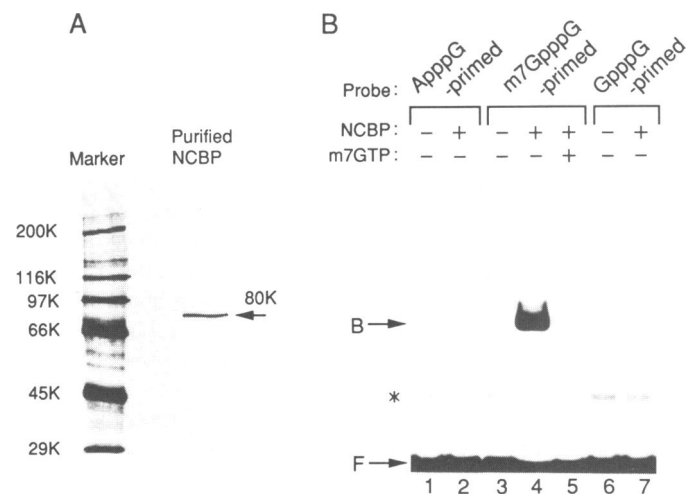 A
Marker
Purified
NCBP
200K
116K
97K
66K
45K
29K
80K
B
Probe:
ApppG
-primed
m7GpppG
-primed
GpppG
-primed
NCBP: − + − + + − +
m7GTP: − − − − + − −
B
*
F
1 2 3 4 5 6 7